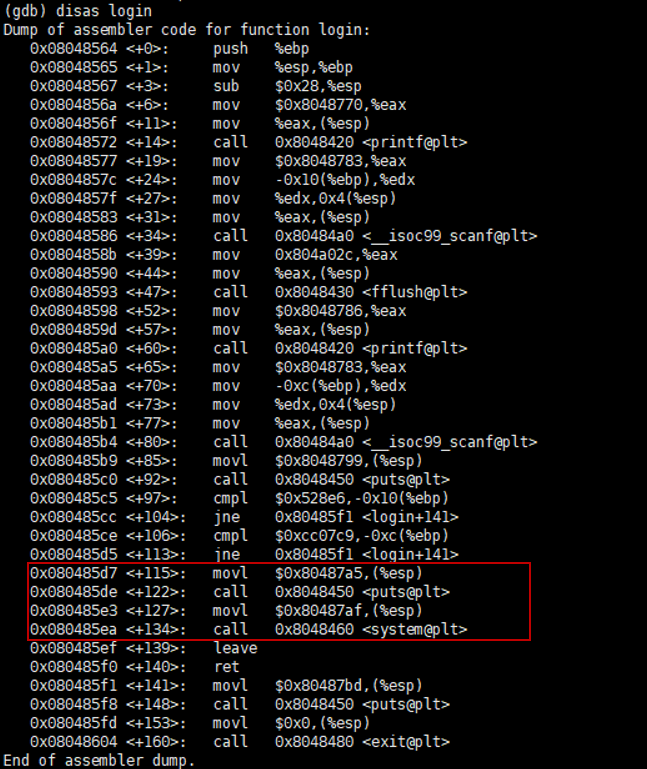 (gdb) disas login
Dump of assembler code for function login:
   0x08048564 <+0>:     push   %ebp
   0x08048565 <+1>:     mov    %esp,%ebp
   0x08048567 <+3>:     sub    $0x28,%esp
   0x0804856a <+6>:     mov    $0x8048770,%eax
   0x0804856f <+11>:    mov    %eax,(%esp)
   0x08048572 <+14>:    call   0x8048420 <printf@plt>
   0x08048577 <+19>:    mov    $0x8048783,%eax
   0x0804857c <+24>:    mov    -0x10(%ebp),%edx
   0x0804857f <+27>:    mov    %edx,0x4(%esp)
   0x08048583 <+31>:    mov    %eax,(%esp)
   0x08048586 <+34>:    call   0x80484a0 <__isoc99_scanf@plt>
   0x0804858b <+39>:    mov    0x804a02c,%eax
   0x08048590 <+44>:    mov    %eax,(%esp)
   0x08048593 <+47>:    call   0x8048430 <fflush@plt>
   0x08048598 <+52>:    mov    $0x8048786,%eax
   0x0804859d <+57>:    mov    %eax,(%esp)
   0x080485a0 <+60>:    call   0x8048420 <printf@plt>
   0x080485a5 <+65>:    mov    $0x8048783,%eax
   0x080485aa <+70>:    mov    -0xc(%ebp),%edx
   0x080485ad <+73>:    mov    %edx,0x4(%esp)
   0x080485b1 <+77>:    mov    %eax,(%esp)
   0x080485b4 <+80>:    call   0x80484a0 <__isoc99_scanf@plt>
   0x080485b9 <+85>:    movl   $0x8048799,(%esp)
   0x080485c0 <+92>:    call   0x8048450 <puts@plt>
   0x080485c5 <+97>:    cmpl   $0x528e6,-0x10(%ebp)
   0x080485cc <+104>:   jne    0x80485f1 <login+141>
   0x080485ce <+106>:   cmpl   $0xcc07c9,-0xc(%ebp)
   0x080485d5 <+113>:   jne    0x80485f1 <login+141>
   0x080485d7 <+115>:   movl   $0x80487a5,(%esp)
   0x080485de <+122>:   call   0x8048450 <puts@plt>
   0x080485e3 <+127>:   movl   $0x80487af,(%esp)
   0x080485ea <+134>:   call   0x8048460 <system@plt>
   0x080485ef <+139>:   leave
   0x080485f0 <+140>:   ret
   0x080485f1 <+141>:   movl   $0x80487bd,(%esp)
   0x080485f8 <+148>:   call   0x8048450 <puts@plt>
   0x080485fd <+153>:   movl   $0x0,(%esp)
   0x08048604 <+160>:   call   0x8048480 <exit@plt>
End of assembler dump.